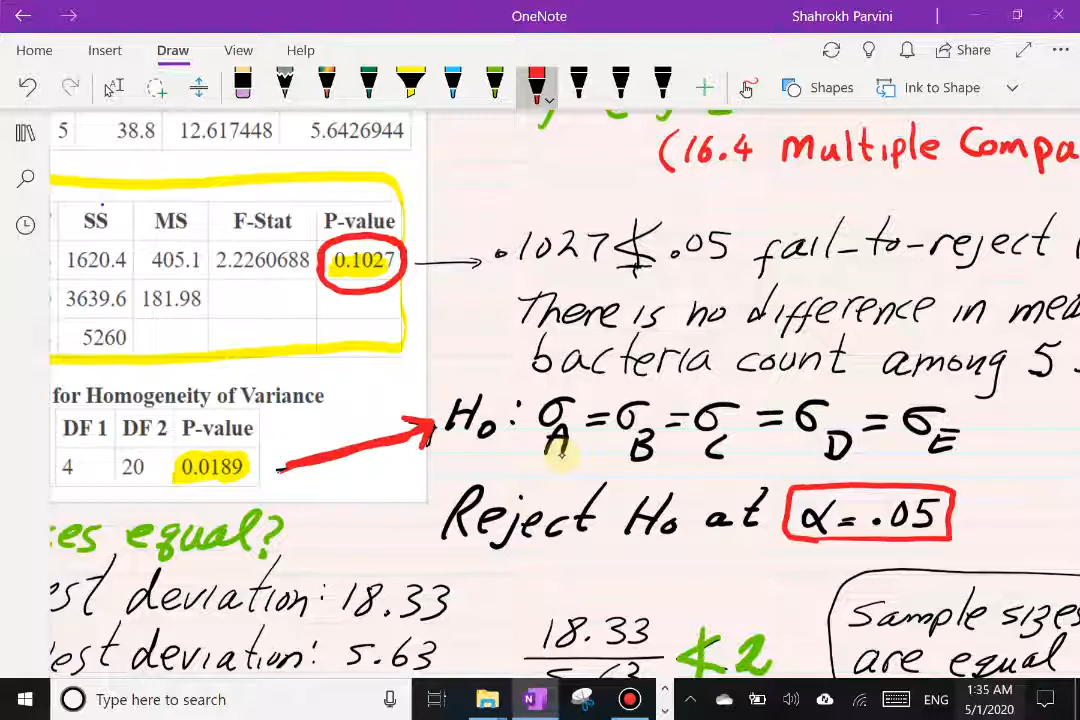 OneNote
Shahrokh Parvini
Home Insert Draw View Help
Share
Shapes
Ink to Shape
5 38.8 12.617448 5.6426944
(16.4 Multiple Compa
SS MS F-Stat P-value
1620.4 405.1 2.2260688 0.1027
3639.6 181.98
5260
.1027 ≮ .05 fail-to-reject
There is no difference in mea
bacteria count among 5
for Homogeneity of Variance
DF 1 DF 2 P-value
4 20 0.0189
H₀: σA = σB = σC = σD = σE
Reject H₀ at α = .05
es equal?
est deviation: 18.33
est deviation: 5.63
18.33
5.63
≮ 2
Sample sizes
are equal
Type here to search
ENG
1:35 AM
5/1/2020